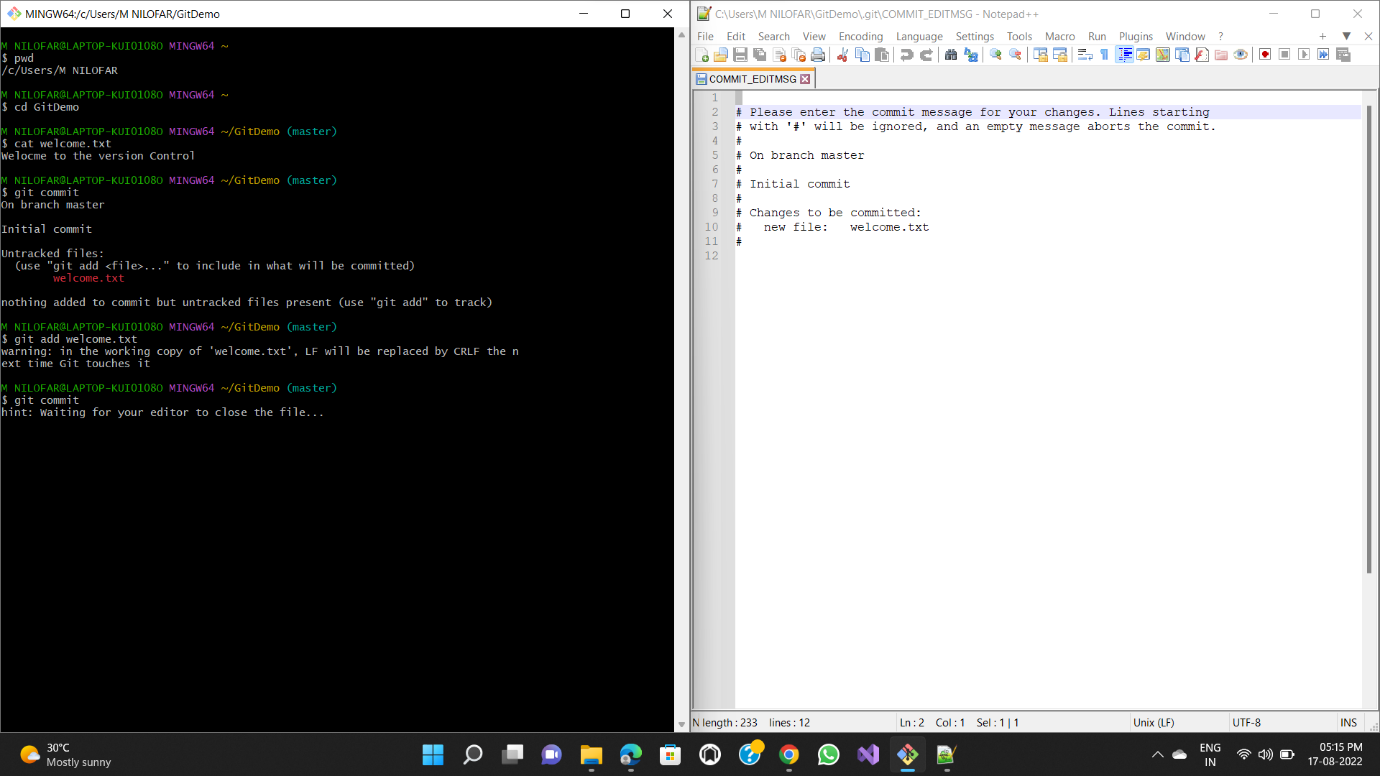 MINGW64:/c/Users/M NILOFAR/GitDemo
M NILOFAR@LAPTOP-KUI01080 MINGW64 ~
$ pwd
/c/Users/M NILOFAR
M NILOFAR@LAPTOP-KUI01080 MINGW64 ~
$ cd GitDemo
M NILOFAR@LAPTOP-KUI01080 MINGW64 ~/GitDemo (master)
$ cat welcome.txt
Welocme to the version Control
M NILOFAR@LAPTOP-KUI01080 MINGW64 ~/GitDemo (master)
$ git commit
On branch master
Initial commit
Untracked files:
(use "git add <file>..." to include in what will be committed)
welcome.txt
nothing added to commit but untracked files present (use "git add" to track)
M NILOFAR@LAPTOP-KUI01080 MINGW64 ~/GitDemo (master)
$ git add welcome.txt
warning: in the working copy of 'welcome.txt', LF will be replaced by CRLF the n
ext time Git touches it
M NILOFAR@LAPTOP-KUI01080 MINGW64 ~/GitDemo (master)
$ git commit
hint: Waiting for your editor to close the file...
C:\Users\M NILOFAR\GitDemo\.git\COMMIT_EDITMSG - Notepad++
File Edit Search View Encoding Language Settings Tools Macro Run Plugins Window ?
COMMIT_EDITMSG
1
2 # Please enter the commit message for your changes. Lines starting
3 # with '#' will be ignored, and an empty message aborts the commit.
4 #
5 # On branch master
6 #
7 # Initial commit
8 #
9 # Changes to be committed:
10 # new file: welcome.txt
11 #
12
N length : 233 lines : 12 Ln : 2 Col : 1 Sel : 1 | 1 Unix (LF) UTF-8 INS
30°C
Mostly sunny
ENG
IN
05:15 PM
17-08-2022